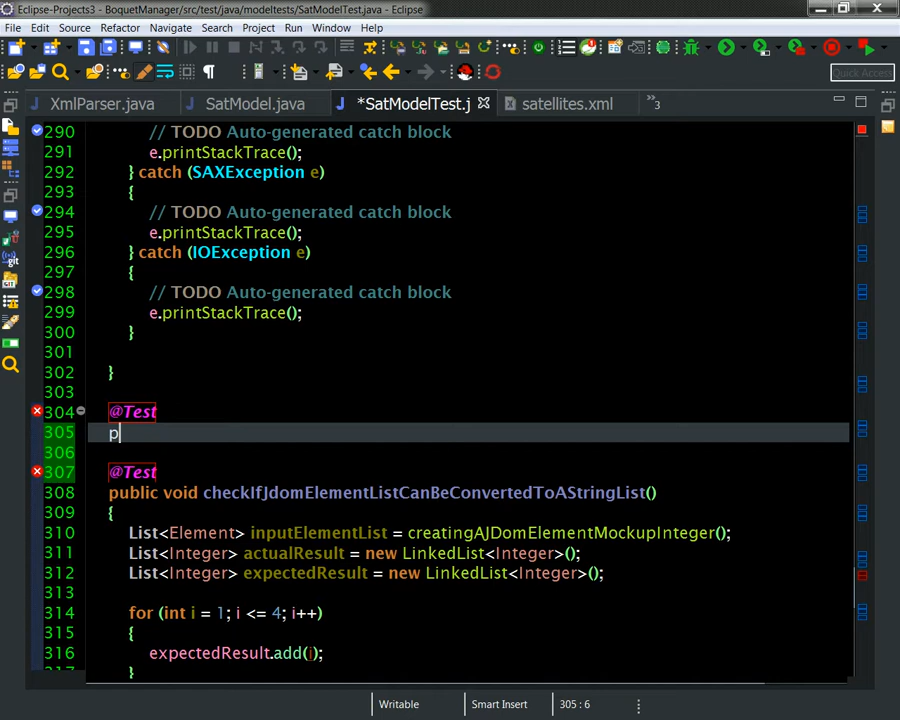 Eclipse-Projects3 - BoquetManager/src/test/java/modeltests/SatModelTest.java - Eclipse
File Edit Source Refactor Navigate Search Project Run Window Help
Quick Access
XmlParser.java SatModel.java *SatModelTest.j satellites.xml »3
290 // TODO Auto-generated catch block
291 e.printStackTrace();
292 } catch (SAXException e)
293 {
294 // TODO Auto-generated catch block
295 e.printStackTrace();
296 } catch (IOException e)
297 {
298 // TODO Auto-generated catch block
299 e.printStackTrace();
300 }
301
302 }
303
304 @Test
305 p
306
307 @Test
308 public void checkIfJdomElementListCanBeConvertedToAStringList()
309 {
310 List<Element> inputElementList = creatingAJDomElementMockupInteger();
311 List<Integer> actualResult = new LinkedList<Integer>();
312 List<Integer> expectedResult = new LinkedList<Integer>();
313
314 for (int i = 1; i <= 4; i++)
315 {
316 expectedResult.add(i);
317 }
Writable Smart Insert 305 : 6